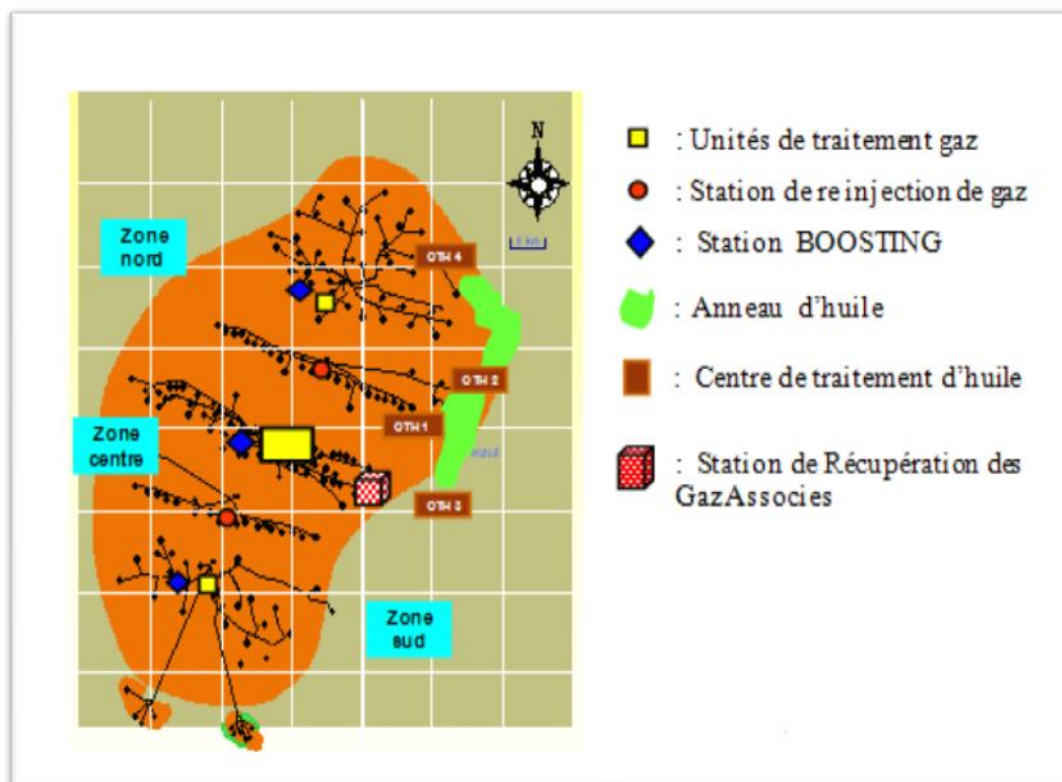 N
Zone
nord
OTH 4
OTH 2
OTH 1
Zone
centre
OTH 3
Zone
sud
: Unités de traitement gaz
: Station de re injection de gaz
: Station BOOSTING
: Anneau d'huile
: Centre de traitement d'huile
: Station de Récupération des
GazAssocies